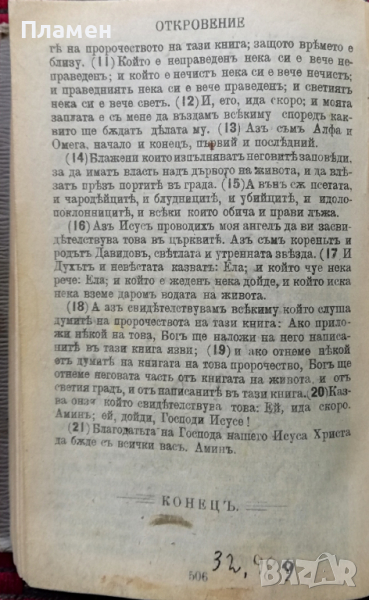 ОТКРОВЕНИЕ
тѣ на пророчеството на тази книга; защото врѣмето е
близу. (11) Който е неправеденъ нека си е вече не-
праведенъ; и който е нечистъ нека си е вече нечистъ;
и праведниятъ нека си е вече праведенъ; и светиятъ
нека си е вече светъ. (12) И, его, ида скоро; и моята
заплата е съ мене да въздамъ всѣкиму споредъ как-
вито ще бѫдатъ дѣлата му. (13) Азъ съмъ Алфа и
Омега, начало и конецъ, първий и послѣдний.
(14) Блажени които изпълняватъ неговитѣ заповѣди,
за да иматъ власть надъ дървото на живота, и да влѣ-
затъ прѣзъ портитѣ въ града. (15) А вънъ сѫ псетата,
и чародѣйцитѣ, и блудницитѣ, и убийцитѣ, и идоло-
поклонницитѣ, и всѣки които обича и прави лъжа.
(16) Азъ Исусъ проводихъ моя ангелъ да ви засви-
дѣтелствува това въ църквитѣ. Азъ съмъ кореньтъ и
родътъ Давидовъ, свѣтлата и утренната звѣзда. (17 И
Духътъ и невѣстата казватъ: Ела; и който чуе нека
рече: Ела; и който е жеденъ нека дойде, и който иска
нека вземе даромъ водата на живота.
(18) А азъ свидѣтелствувамъ всѣкиму който слуша
думитѣ на пророчествота на тази книга: Ако прило-
жи нѣкой на това, Богъ ще наложи на него написа-
нитѣ въ тази книга язви; (19) и ако отнеме нѣкой
отъ думитѣ на книгата на това пророчество, Богъ ще
отнеме неговата часть отъ книгата на живота и отъ
светия градъ, и отъ написанитѣ въ тази книга.(20) Каз-
ва онзи който свидѣтелствува това: Ей, ида скоро.
Аминъ; ей, дойди, Господи Исусе!
(21) Благодатьта на Господа нашего Исуса Христа
да бѫде съ всички васъ. Аминъ.
КОНЕЦЪ.
506
Пламен
Bazar